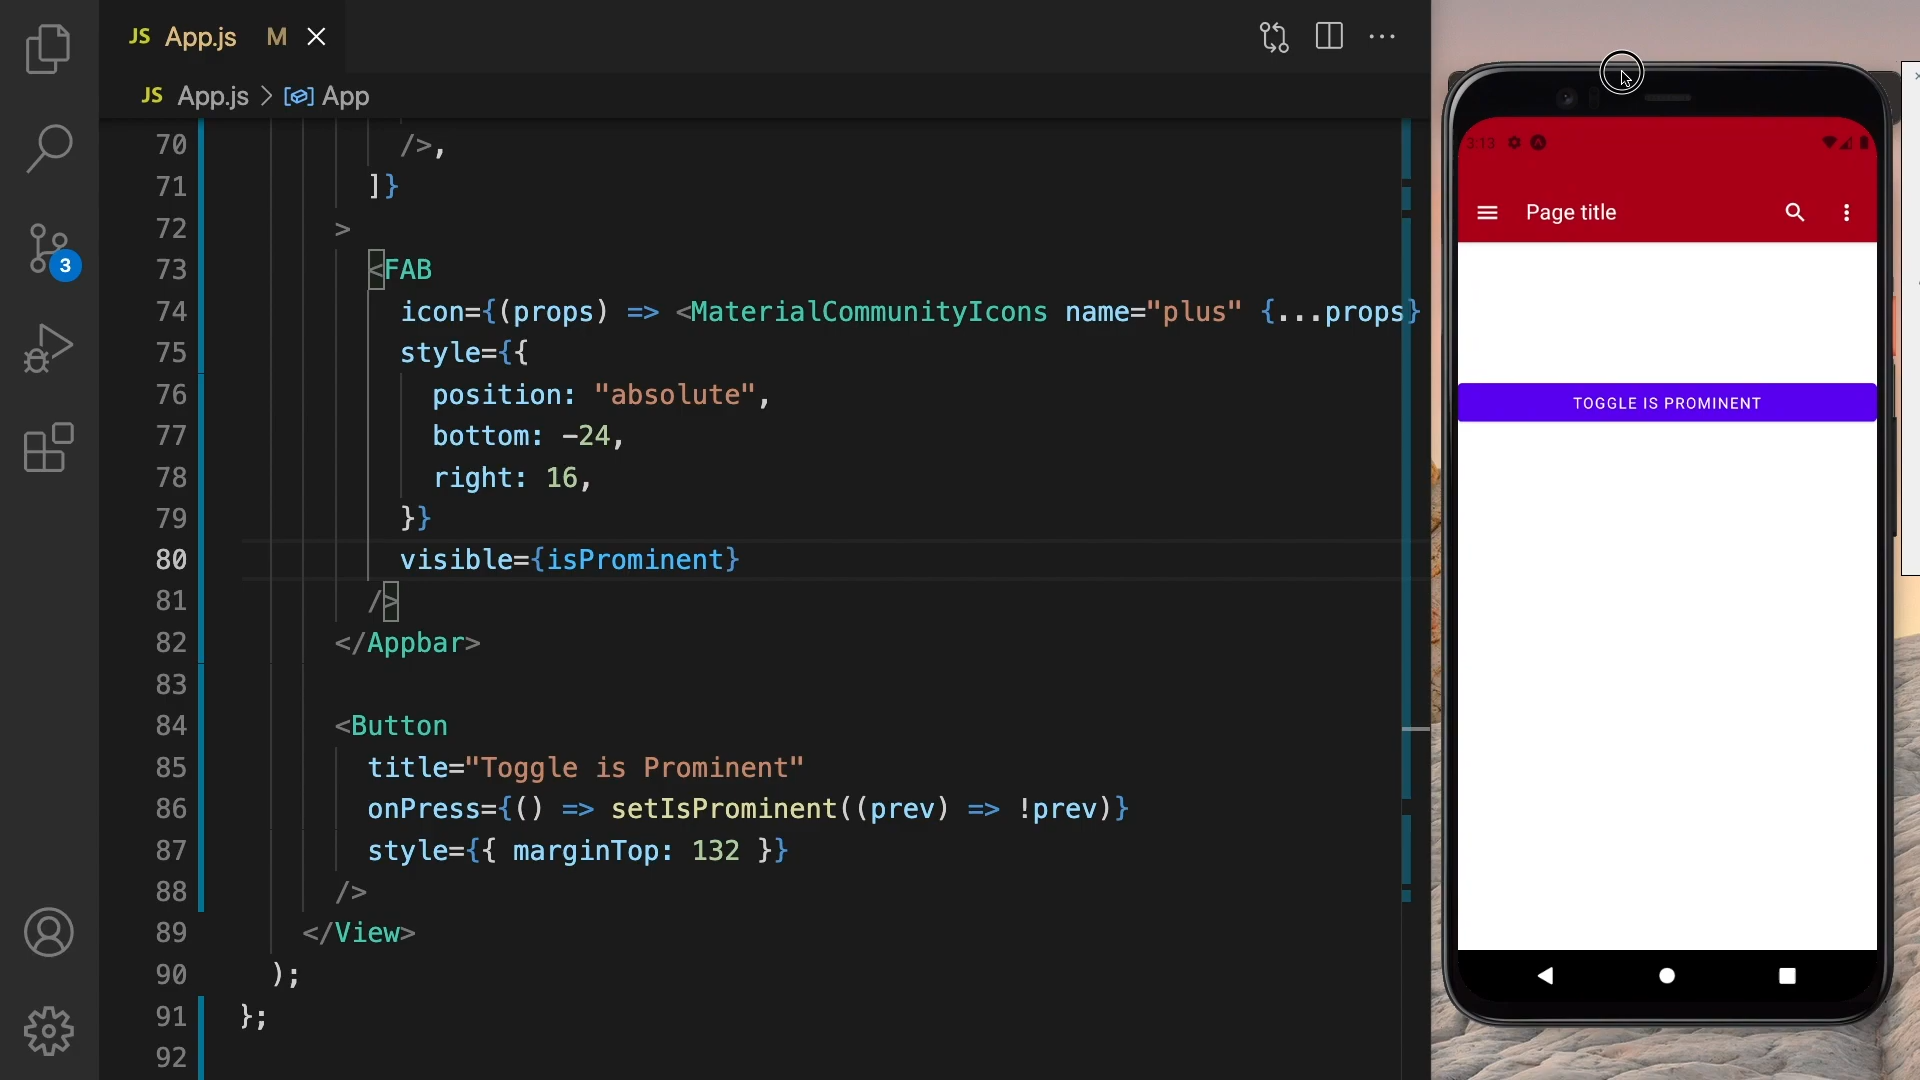 JS App.js M
JS App.js > App
70 />,
71 ]}
72 >
73 <FAB
74 icon={(props) => <MaterialCommunityIcons name="plus" {...props}
75 style={{
76 position: "absolute",
77 bottom: -24,
78 right: 16,
79 }}
80 visible={isProminent}
81 />
82 </Appbar>
83
84 <Button
85 title="Toggle is Prominent"
86 onPress={() => setIsProminent((prev) => !prev)}
87 style={{ marginTop: 132 }}
88 />
89 </View>
90 );
91 };
92
3
3:13
Page title
TOGGLE IS PROMINENT